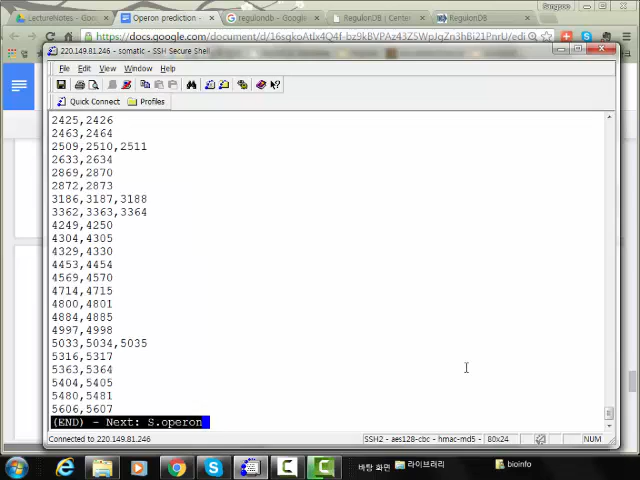 Sangsoo
LectureNotes - Google
Operon prediction -
regulondb - Google
RegulonDB | Center
RegulonDB
https://docs.google.com/document/d/16sqkoAtlx4Q4f-bz9kBVPAz43ZSWpJgZn3hBi21PnrU/edi
220.149.81.246 - somatic - SSH Secure Shell
File Edit View Window Help
Quick Connect Profiles
2425,2426
2463,2464
2509,2510,2511
2633,2634
2869,2870
2872,2873
3186,3187,3188
3362,3363,3364
4249,4250
4304,4305
4329,4330
4453,4454
4569,4570
4714,4715
4800,4801
4884,4885
4997,4998
5033,5034,5035
5316,5317
5363,5364
5404,5405
5480,5481
5606,5607
(END) - Next: S.operon
Connected to 220.149.81.246 SSH2 - aes128-cbc - hmac-md5 - 80x24 NUM
바탕 화면 라이브러리 bioinfo